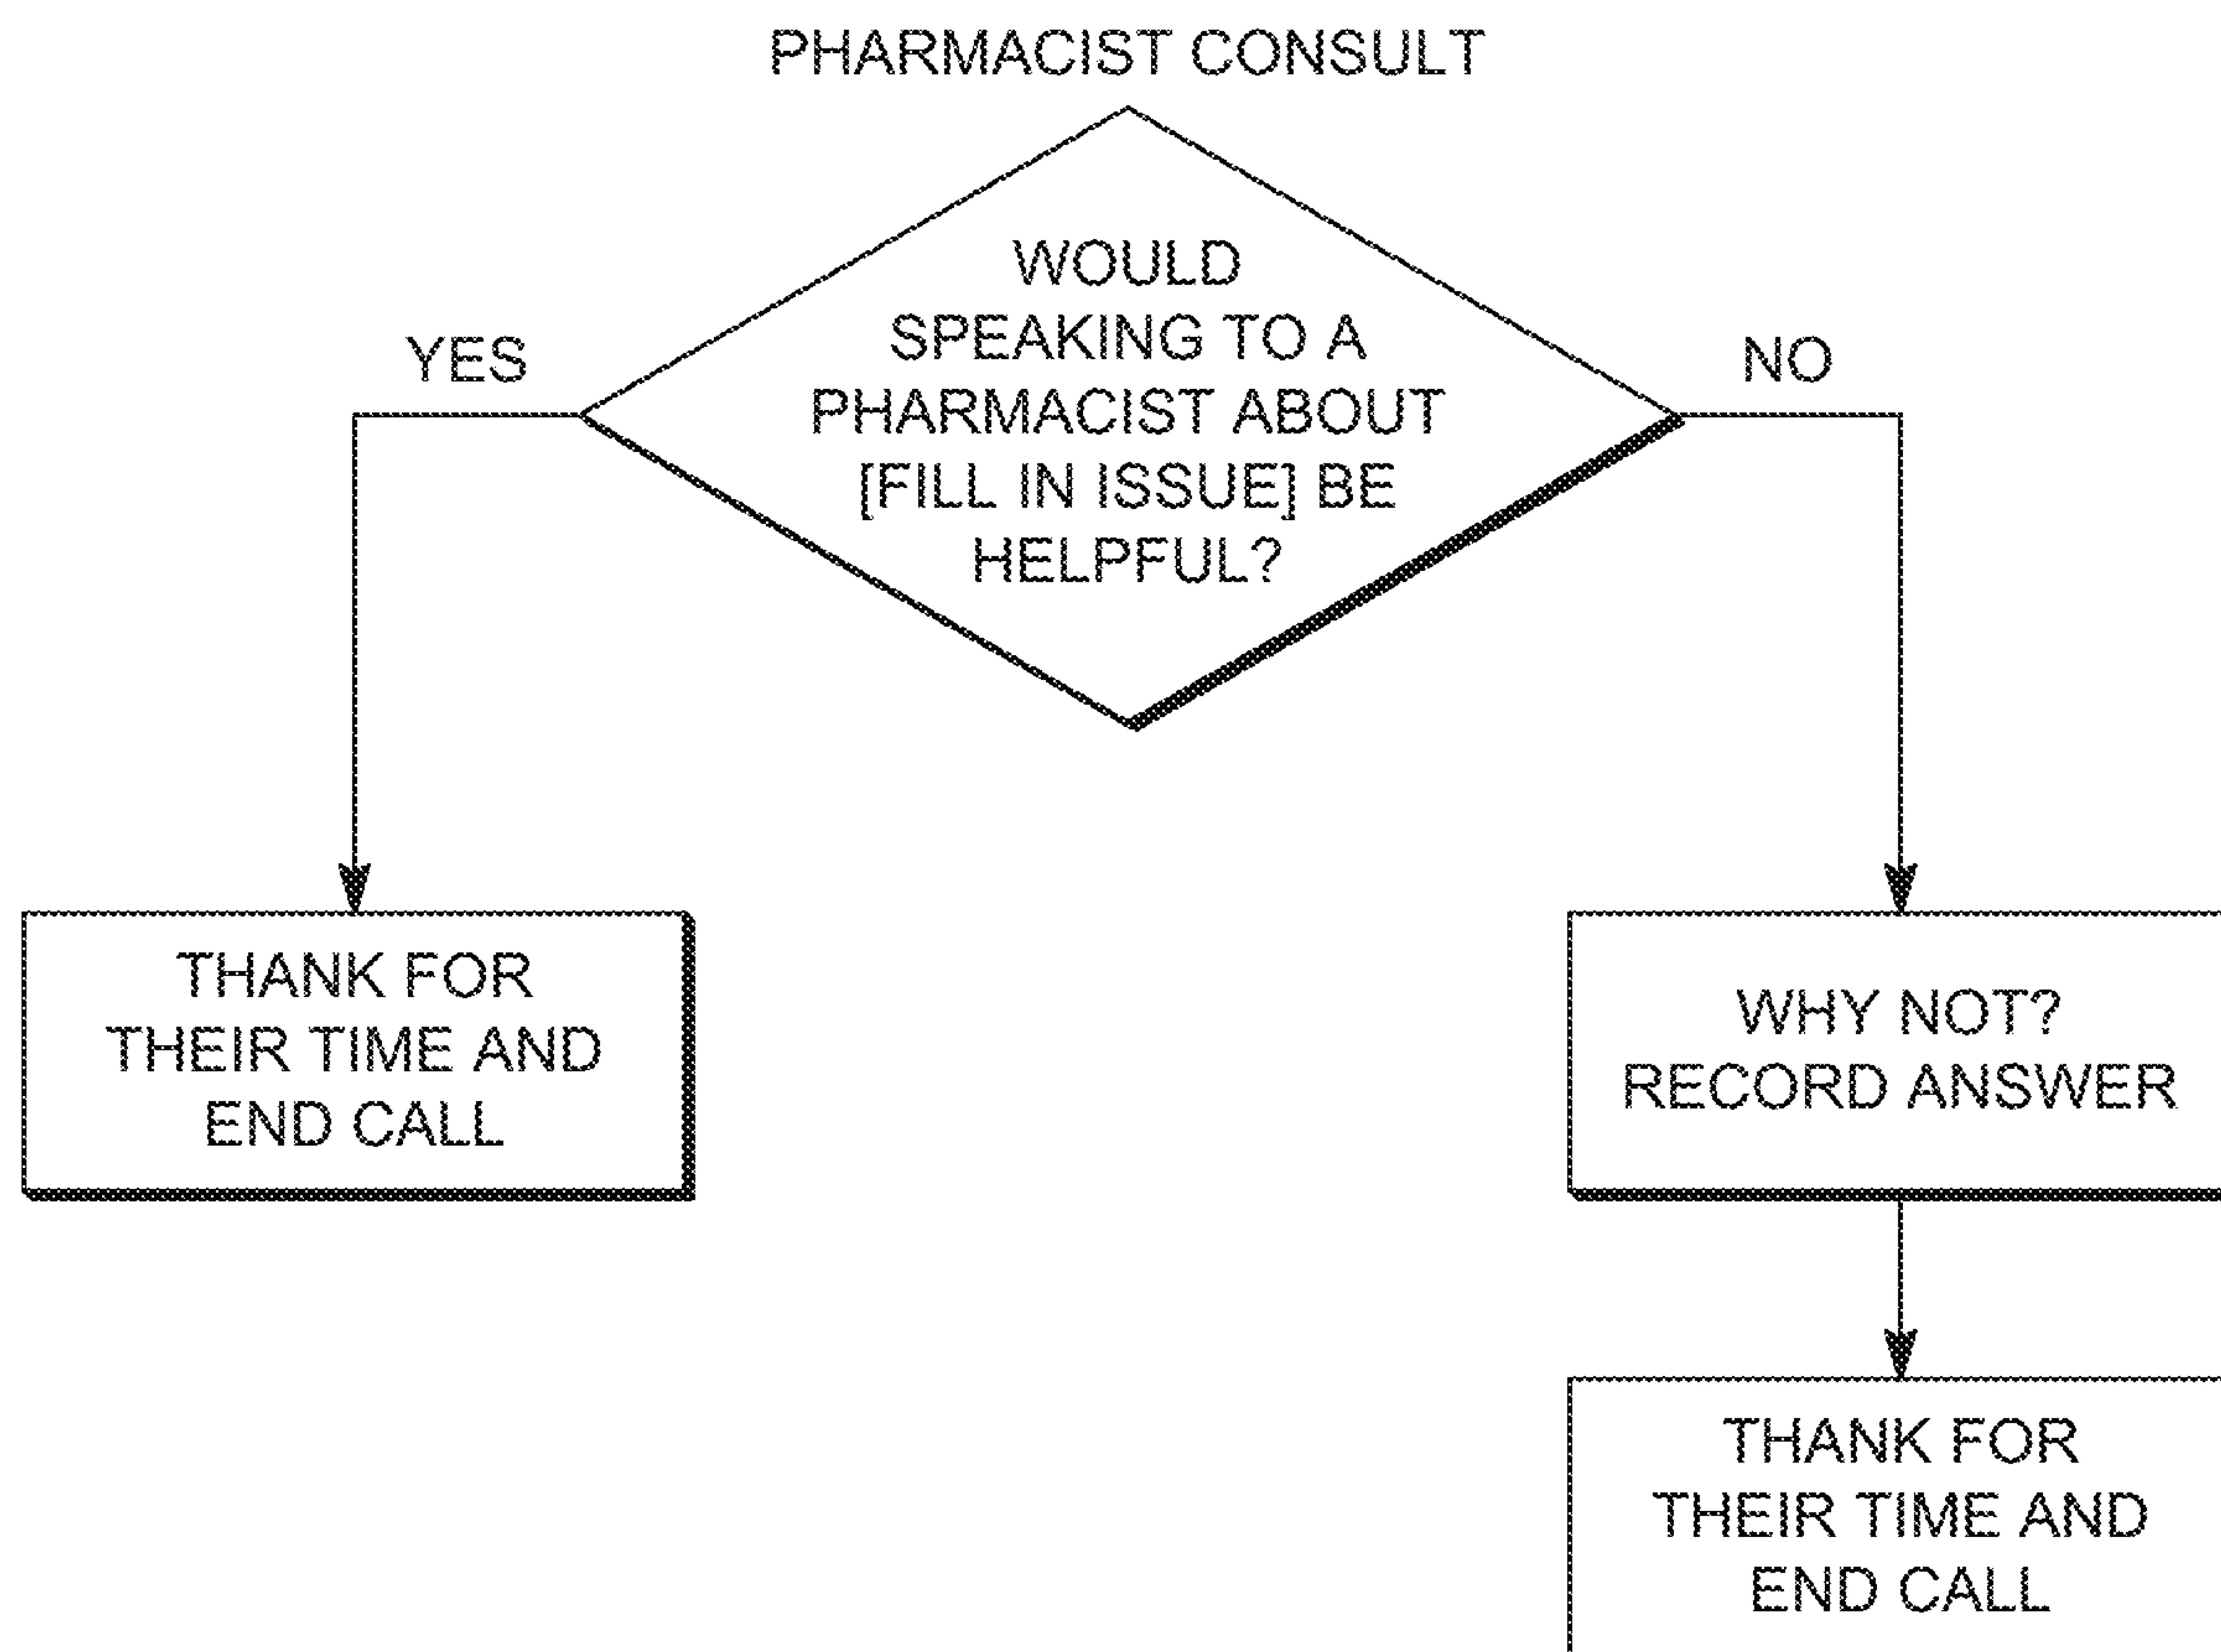 PHARMACIST CONSULT
WOULD
SPEAKING TO A
PHARMACIST ABOUT
[FILL IN ISSUE] BE
HELPFUL?
YES
NO
THANK FOR
THEIR TIME AND
END CALL
WHY NOT?
RECORD ANSWER
THANK FOR
THEIR TIME AND
END CALL